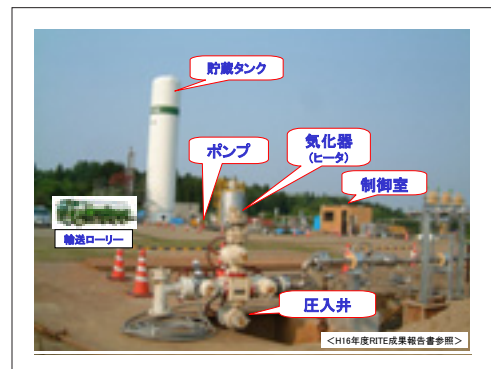 貯蔵タンク
ポンプ
気化器
(ヒータ)
制御室
輸送ローリー
圧入井
＜H16年度RITE成果報告書参照＞